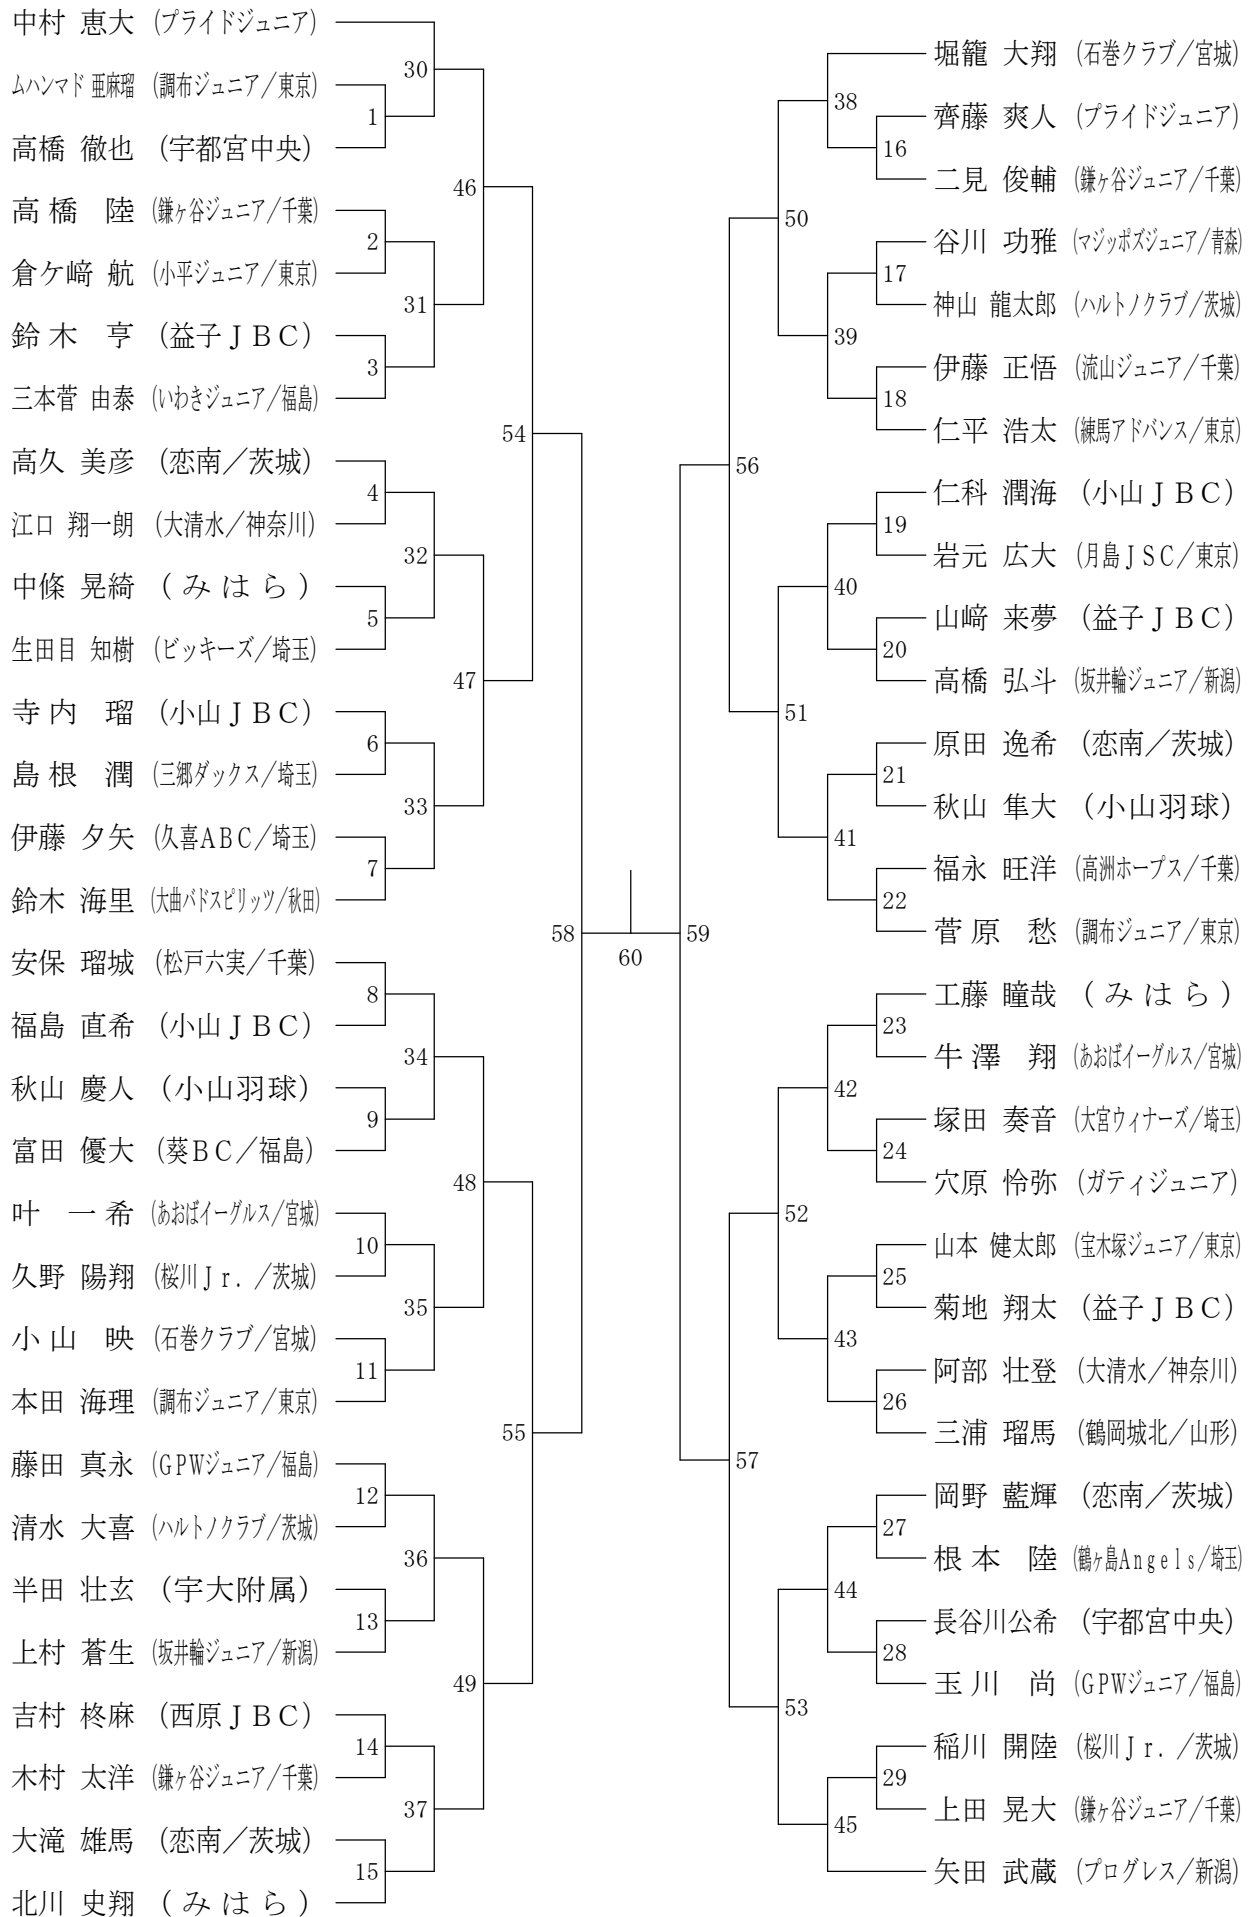 中村 恵大 (プライドジュニア)
30
ムハンマド 亜麻瑠 (調布ジュニア／東京)
1
高橋 徹也 (宇都宮中央)
46
高橋 陸 (鎌ヶ谷ジュニア／千葉)
2
倉ケ﨑 航 (小平ジュニア／東京)
31
鈴木 亨 (益子ＪＢＣ)
3
三本菅 由泰 (いわきジュニア／福島)
54
高久 美彦 (恋南／茨城)
4
江口 翔一朗 (大清水／神奈川)
32
中條 晃綺 (みはら)
5
生田目 知樹 (ビッキーズ／埼玉)
47
寺内 瑠 (小山ＪＢＣ)
6
島根 潤 (三郷ダックス／埼玉)
33
伊藤 夕矢 (久喜ABC／埼玉)
7
鈴木 海里 (大曲バドスピリッツ／秋田)
58
安保 瑠城 (松戸六実／千葉)
8
福島 直希 (小山ＪＢＣ)
34
秋山 慶人 (小山羽球)
9
富田 優大 (葵ＢＣ／福島)
48
叶 一希 (あおばイーグルス／宮城)
10
久野 陽翔 (桜川Ｊｒ．／茨城)
35
小山 映 (石巻クラブ／宮城)
11
本田 海理 (調布ジュニア／東京)
55
藤田 真永 (GPWジュニア／福島)
12
清水 大喜 (ハルトノクラブ／茨城)
36
半田 壮玄 (宇大附属)
13
上村 蒼生 (坂井輪ジュニア／新潟)
49
吉村 柊麻 (西原ＪＢＣ)
14
木村 太洋 (鎌ヶ谷ジュニア／千葉)
37
大滝 雄馬 (恋南／茨城)
15
北川 史翔 (みはら)
60
堀籠 大翔 (石巻クラブ／宮城)
38
齊藤 爽人 (プライドジュニア)
16
二見 俊輔 (鎌ヶ谷ジュニア／千葉)
50
谷川 功雅 (マジッポズジュニア／青森)
17
神山 龍太郎 (ハルトノクラブ／茨城)
39
伊藤 正悟 (流山ジュニア／千葉)
18
仁平 浩太 (練馬アドバンス／東京)
56
仁科 潤海 (小山ＪＢＣ)
19
岩元 広大 (月島ＪＳＣ／東京)
40
山﨑 来夢 (益子ＪＢＣ)
20
高橋 弘斗 (坂井輪ジュニア／新潟)
51
原田 逸希 (恋南／茨城)
21
秋山 隼大 (小山羽球)
41
福永 旺洋 (高洲ホープス／千葉)
22
菅原 愁 (調布ジュニア／東京)
59
工藤 瞳哉 (みはら)
23
牛澤 翔 (あおばイーグルス／宮城)
42
塚田 奏音 (大宮ウィナーズ／埼玉)
24
穴原 怜弥 (ガティジュニア)
52
山本 健太郎 (宝木塚ジュニア／東京)
25
菊地 翔太 (益子ＪＢＣ)
43
阿部 壮登 (大清水／神奈川)
26
三浦 瑠馬 (鶴岡城北／山形)
57
岡野 藍輝 (恋南／茨城)
27
根本 陸 (鶴ヶ島Angels／埼玉)
44
長谷川公希 (宇都宮中央)
28
玉川 尚 (GPWジュニア／福島)
53
稲川 開陸 (桜川Ｊｒ．／茨城)
29
上田 晃大 (鎌ヶ谷ジュニア／千葉)
45
矢田 武蔵 (プログレス／新潟)